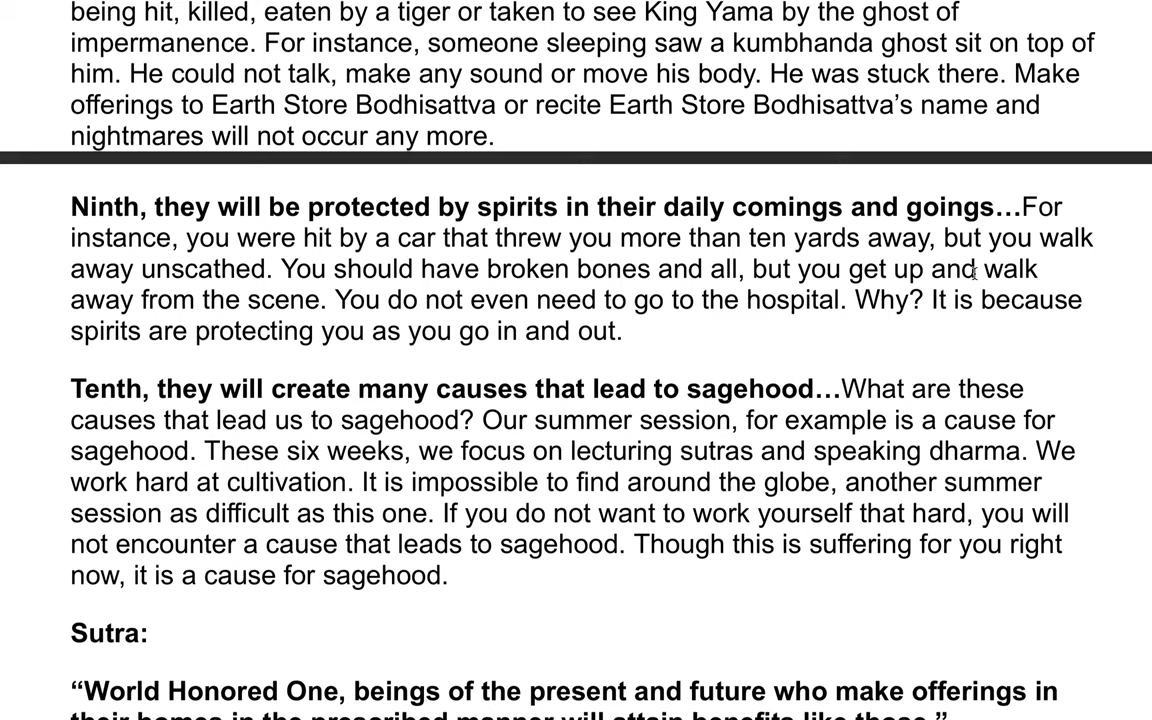 being hit, killed, eaten by a tiger or taken to see King Yama by the ghost of
impermanence. For instance, someone sleeping saw a kumbhanda ghost sit on top of
him. He could not talk, make any sound or move his body. He was stuck there. Make
offerings to Earth Store Bodhisattva or recite Earth Store Bodhisattva’s name and
nightmares will not occur any more.
Ninth, they will be protected by spirits in their daily comings and goings…For
instance, you were hit by a car that threw you more than ten yards away, but you walk
away unscathed. You should have broken bones and all, but you get up and walk
away from the scene. You do not even need to go to the hospital. Why? It is because
spirits are protecting you as you go in and out.
Tenth, they will create many causes that lead to sagehood…What are these
causes that lead us to sagehood? Our summer session, for example is a cause for
sagehood. These six weeks, we focus on lecturing sutras and speaking dharma. We
work hard at cultivation. It is impossible to find around the globe, another summer
session as difficult as this one. If you do not want to work yourself that hard, you will
not encounter a cause that leads to sagehood. Though this is suffering for you right
now, it is a cause for sagehood.
Sutra:
“World Honored One, beings of the present and future who make offerings in
their homes in the prescribed manner will attain benefits like these.”